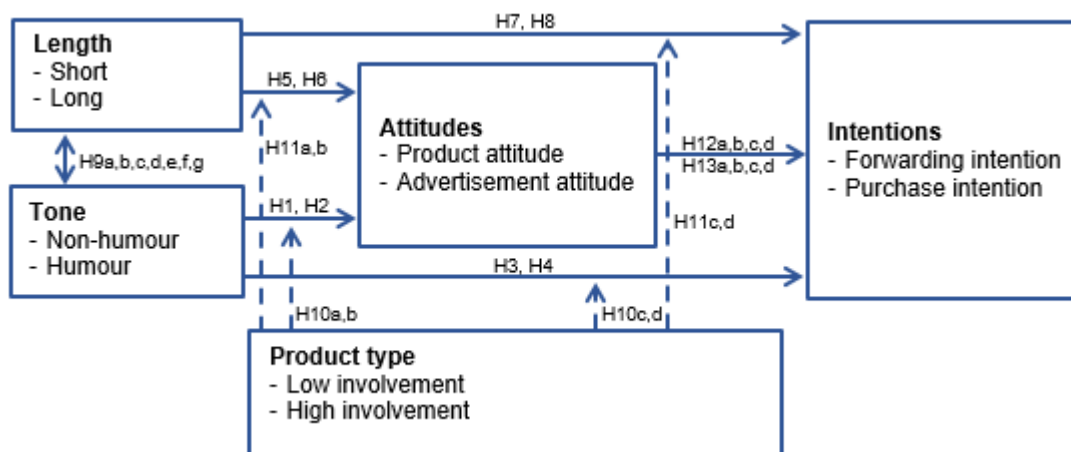 Length
- Short
- Long
H7, H8
H5, H6
H11a,b
H9a,b,c,d,e,f,g
Tone
- Non-humour
- Humour
H1, H2
H3, H4
Attitudes
- Product attitude
- Advertisement attitude
H12a,b,c,d
H13a,b,c,d
H11c,d
Intentions
- Forwarding intention
- Purchase intention
H10a,b
H10c,d
Product type
- Low involvement
- High involvement